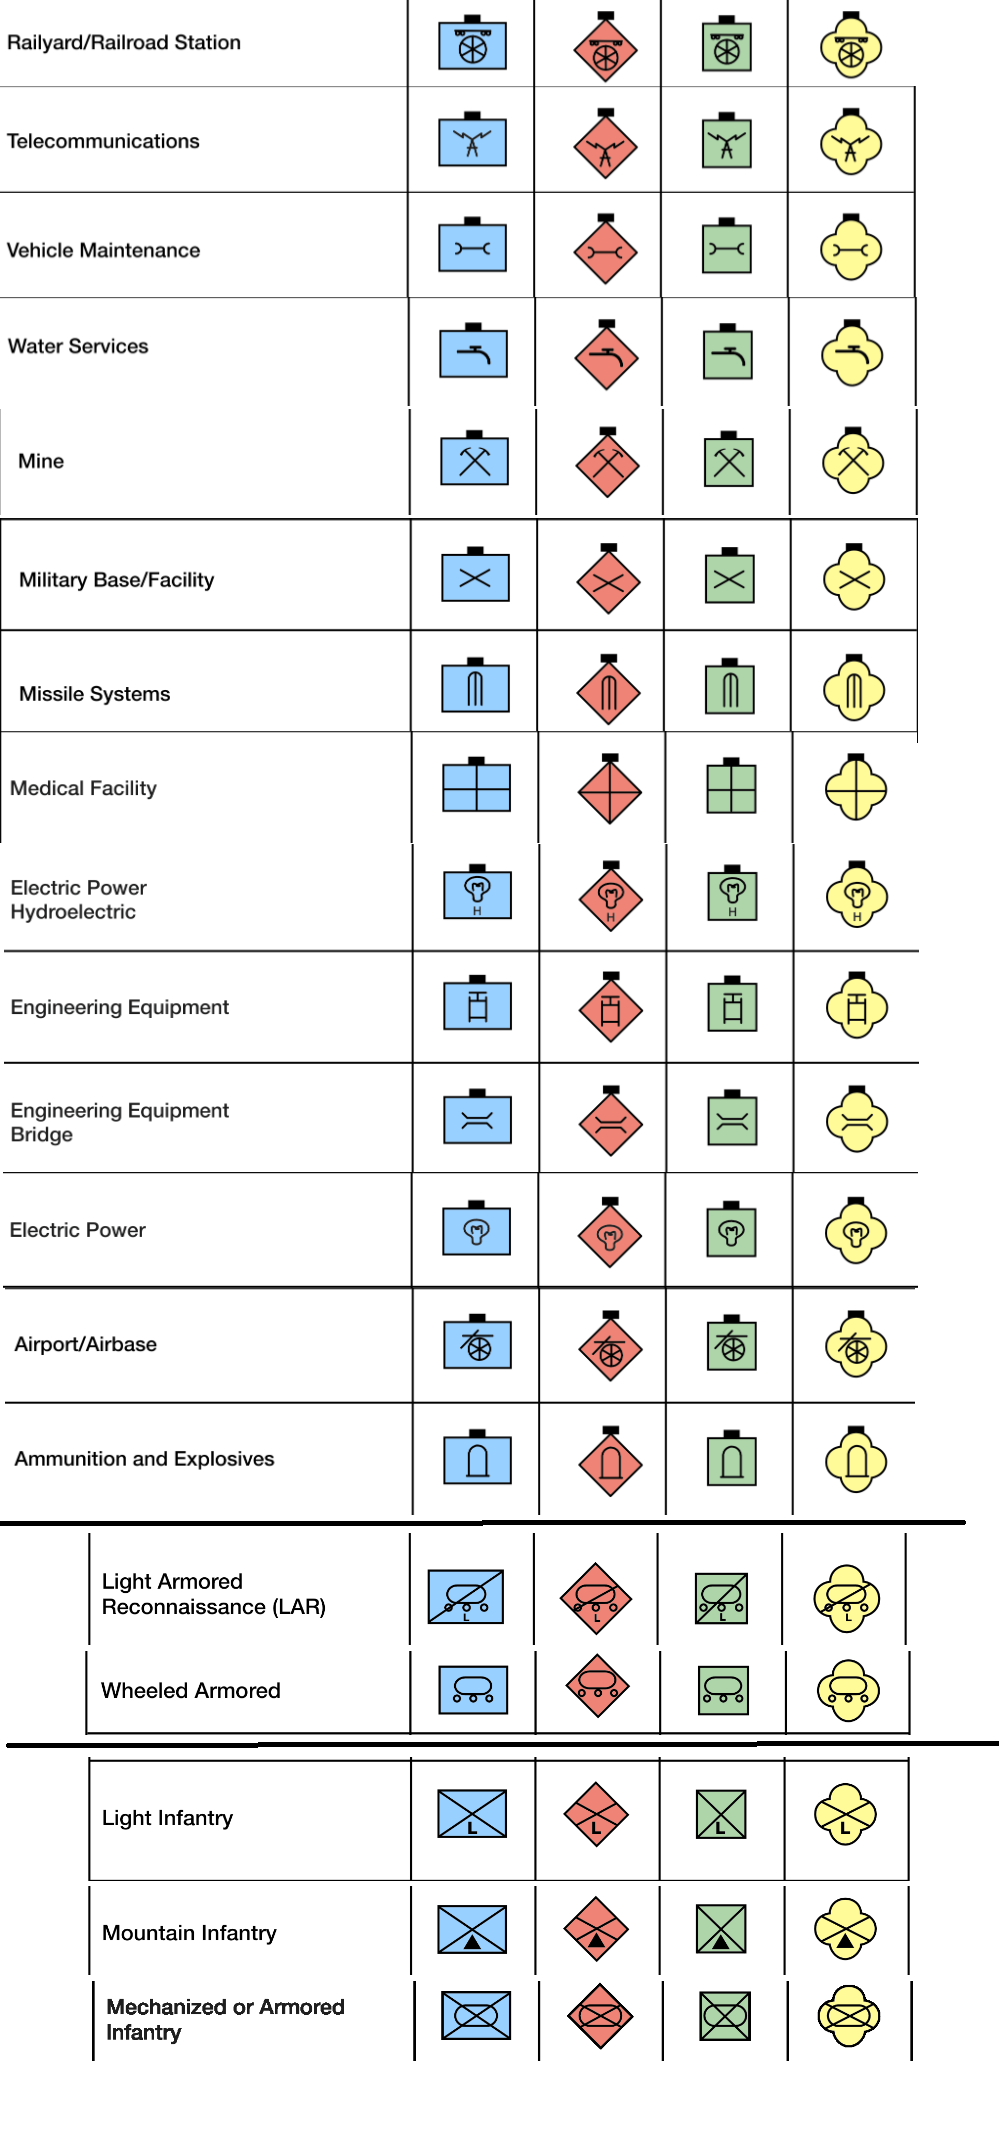 Railyard/Railroad Station
Telecommunications
Vehicle Maintenance
Water Services
Mine
Military Base/Facility
Missile Systems
Medical Facility
Electric Power
Hydroelectric
H H H H
Engineering Equipment
Engineering Equipment
Bridge
Electric Power
Airport/Airbase
Ammunition and Explosives
Light Armored
Reconnaissance (LAR)
L L L L
Wheeled Armored
Light Infantry
L L L L
Mountain Infantry
Mechanized or Armored
Infantry